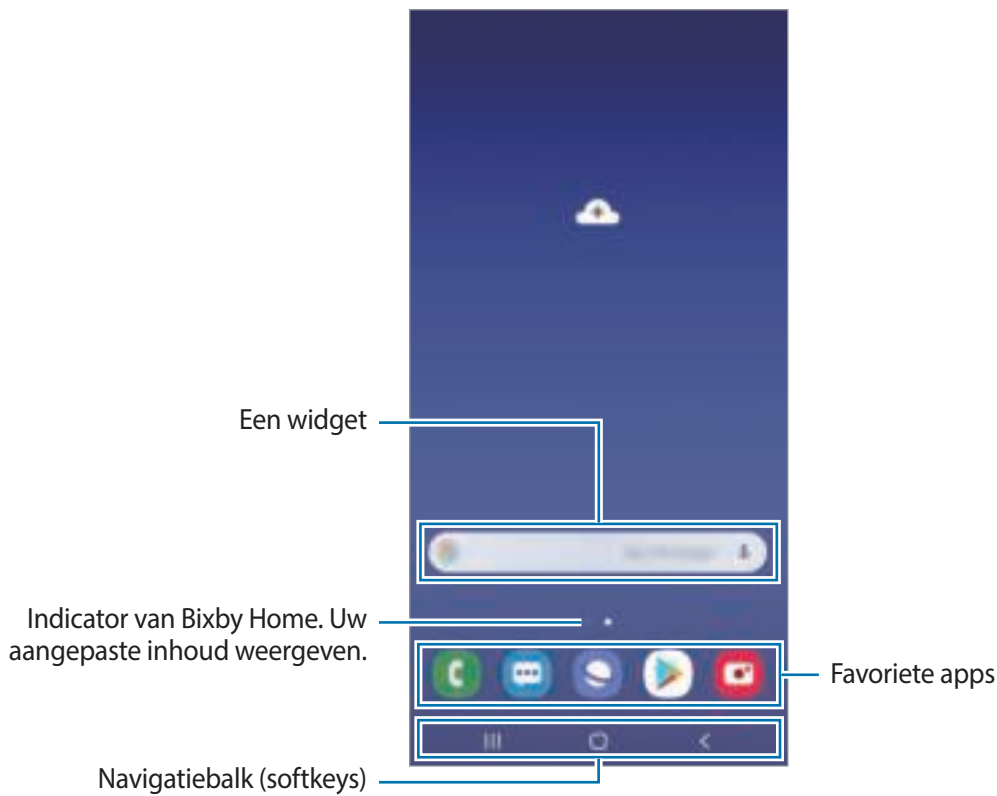 Een widget
Indicator van Bixby Home. Uw
aangepaste inhoud weergeven.
Favoriete apps
Navigatiebalk (softkeys)